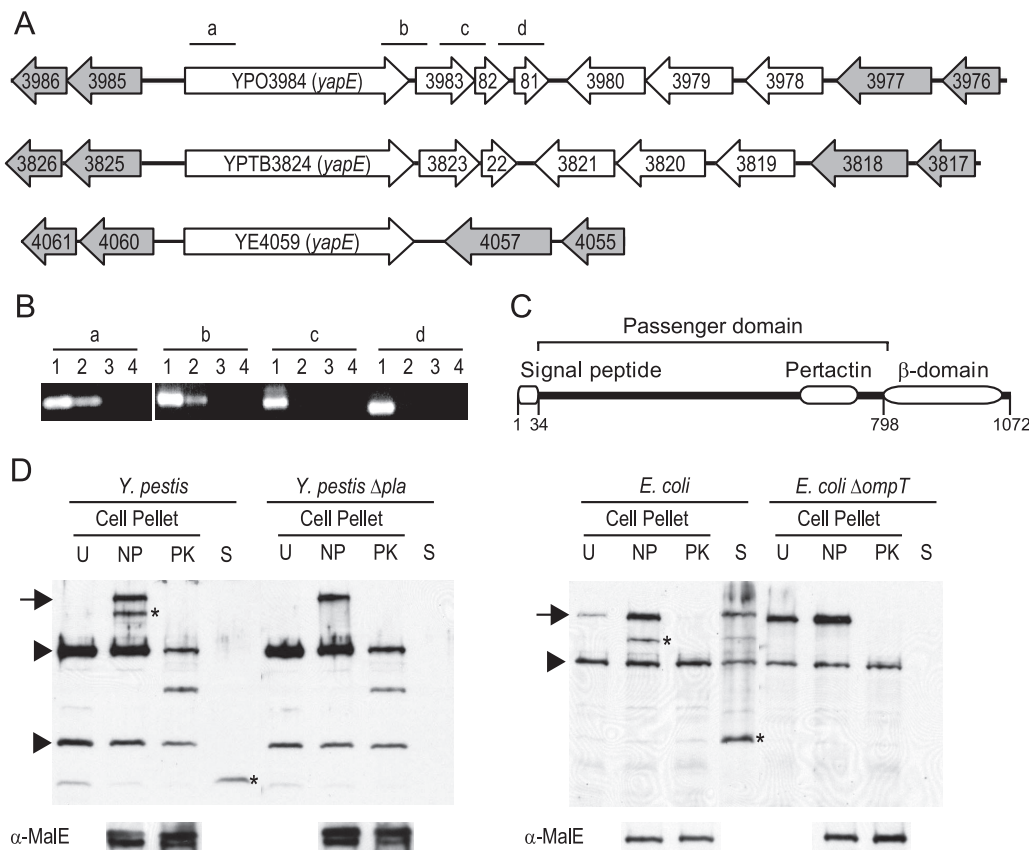 A
a b c d
3986 3985 YPO3984 (yapE) 3983 82 81 3980 3979 3978 3977 3976
3826 3825 YPTB3824 (yapE) 3823 22 3821 3820 3819 3818 3817
4061 4060 YE4059 (yapE) 4057 4055
B
a b c d
1 2 3 4 1 2 3 4 1 2 3 4 1 2 3 4
C
Passenger domain
Signal peptide Pertactin β-domain
1 34 798 1072
D
Y. pestis Y. pestis Δpla E. coli E. coli ΔompT
Cell Pellet Cell Pellet Cell Pellet Cell Pellet
U NP PK S U NP PK S U NP PK S U NP PK S
*
*
*
*
α-MalE α-MalE